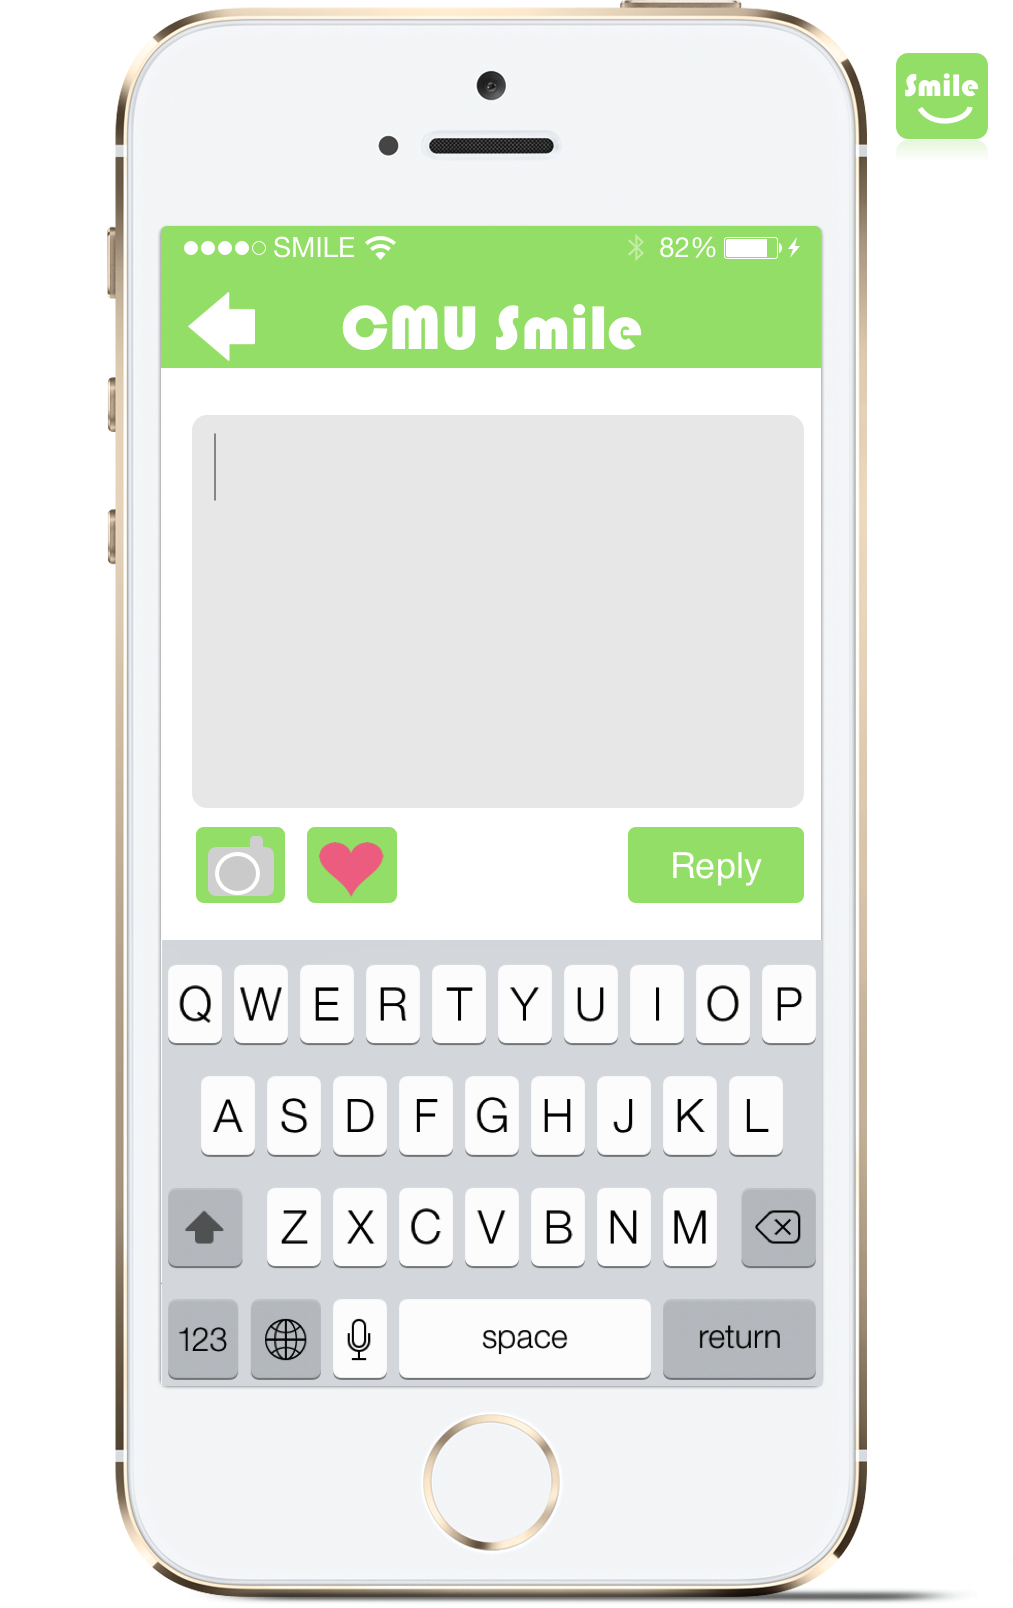 Smile
SMILE 82%
CMU Smile
Reply
Q W E R T Y U I O P
A S D F G H J K L
Z X C V B N M
123 space return